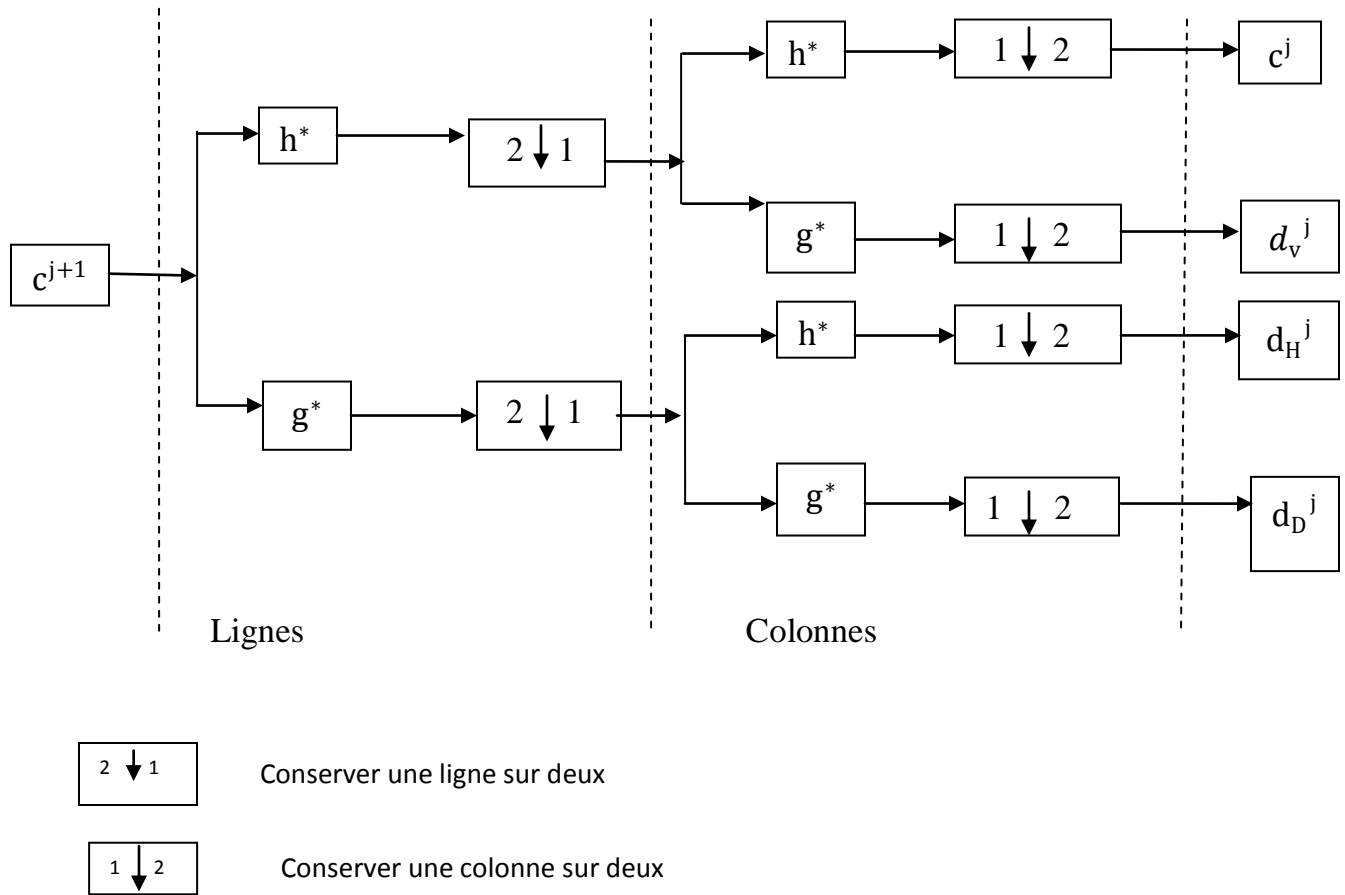 h* 1 ↓ 2 c^j
h* 2 ↓ 1
g* 1 ↓ 2 d_v^j
c^{j+1}
h* 1 ↓ 2 d_H^j
g* 2 ↓ 1
g* 1 ↓ 2 d_D^j
Lignes Colonnes
2 ↓ 1 Conserver une ligne sur deux
1 ↓ 2 Conserver une colonne sur deux